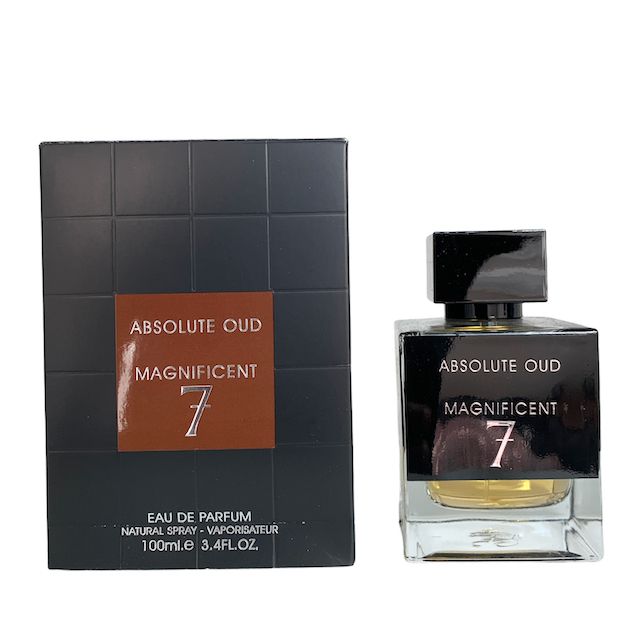 ABSOLUTE OUD
MAGNIFICENT
7
EAU DE PARFUM
NATURAL SPRAY - VAPORISATEUR
100ml.e 3.4FL.OZ.
ABSOLUTE OUD
MAGNIFICENT
7